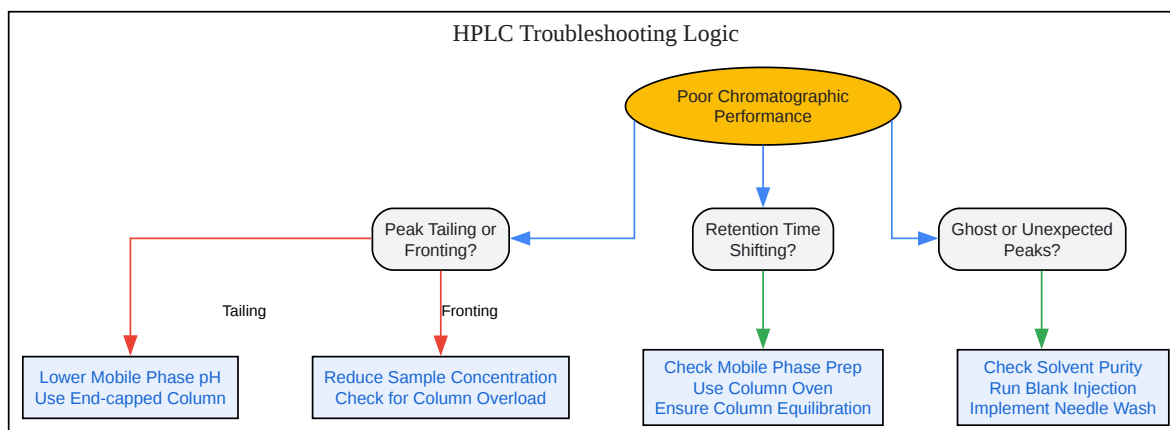 HPLC Troubleshooting Logic
Poor Chromatographic
Performance
Peak Tailing or
Fronting?
Retention Time
Shifting?
Ghost or Unexpected
Peaks?
Tailing
Fronting
Lower Mobile Phase pH
Use End-capped Column
Reduce Sample Concentration
Check for Column Overload
Check Mobile Phase Prep
Use Column Oven
Ensure Column Equilibration
Check Solvent Purity
Run Blank Injection
Implement Needle Wash